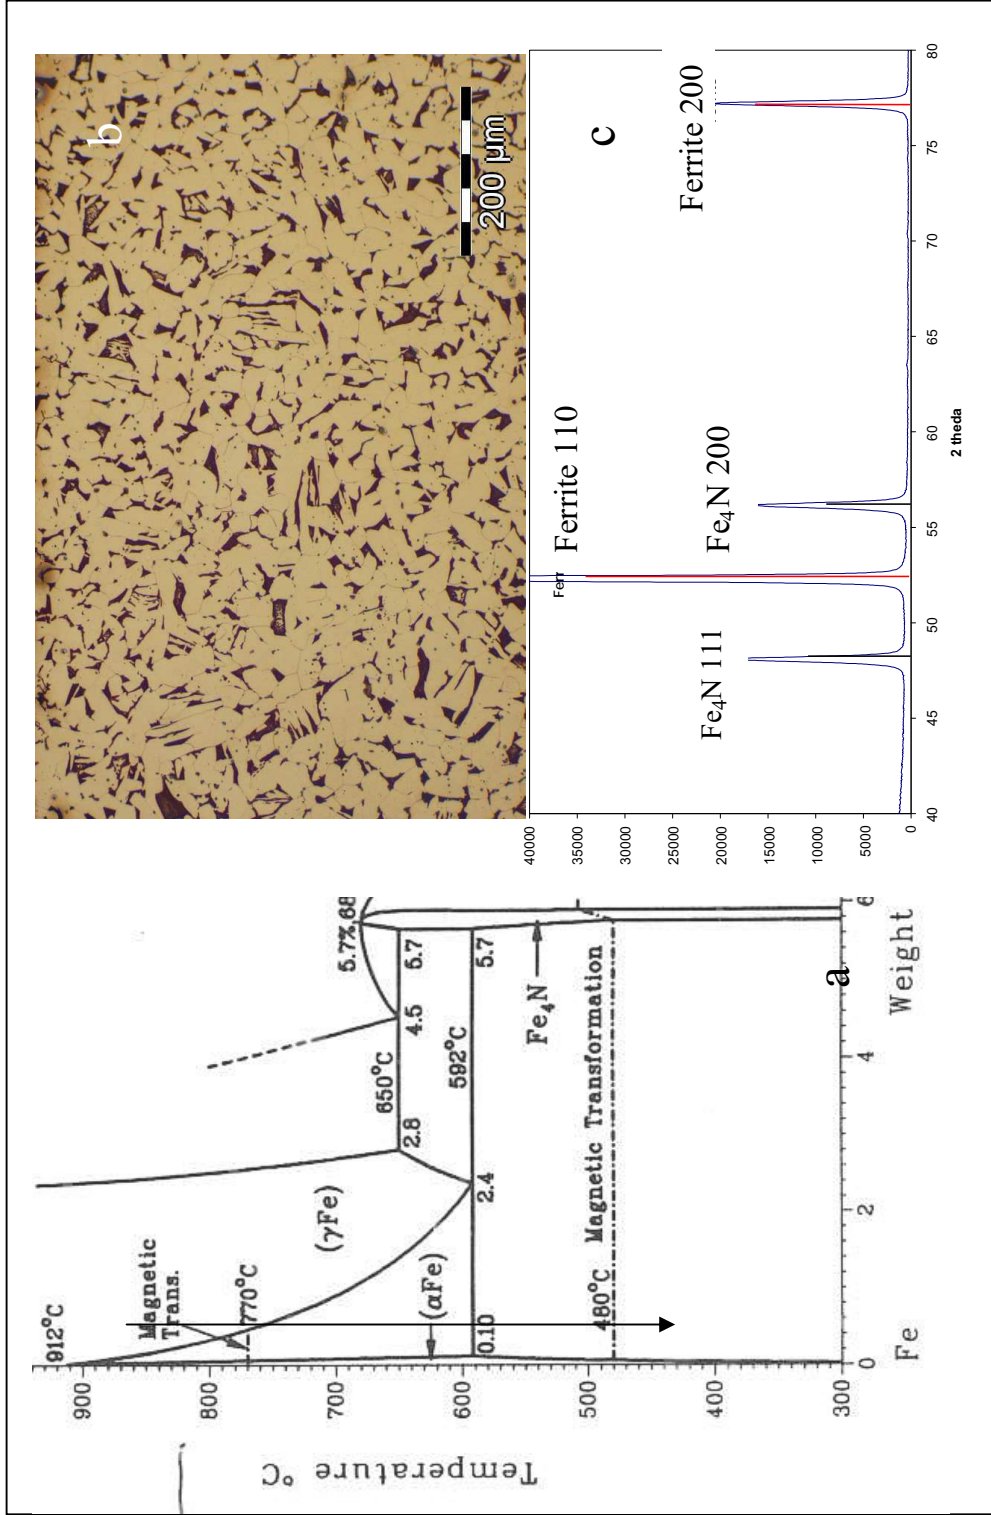 912°C
Magnetic
Trans.
770°C
(γFe)
(αFe)
650°C
2.8
4.5
5.7
5.7%,68
592°C
0.10
2.4
5.7
Fe₄N
480°C Magnetic Transformation
900
800
700
600
500
400
300
Temperature °C
0
2
4
6
Fe
Weight
a
b
200 µm
c
Fe₄N 111
Ferrite 110
Ferr
Fe₄N 200
Ferrite 200
40000
35000
30000
25000
20000
15000
10000
5000
0
40
45
50
55
60
65
70
75
80
2 theda